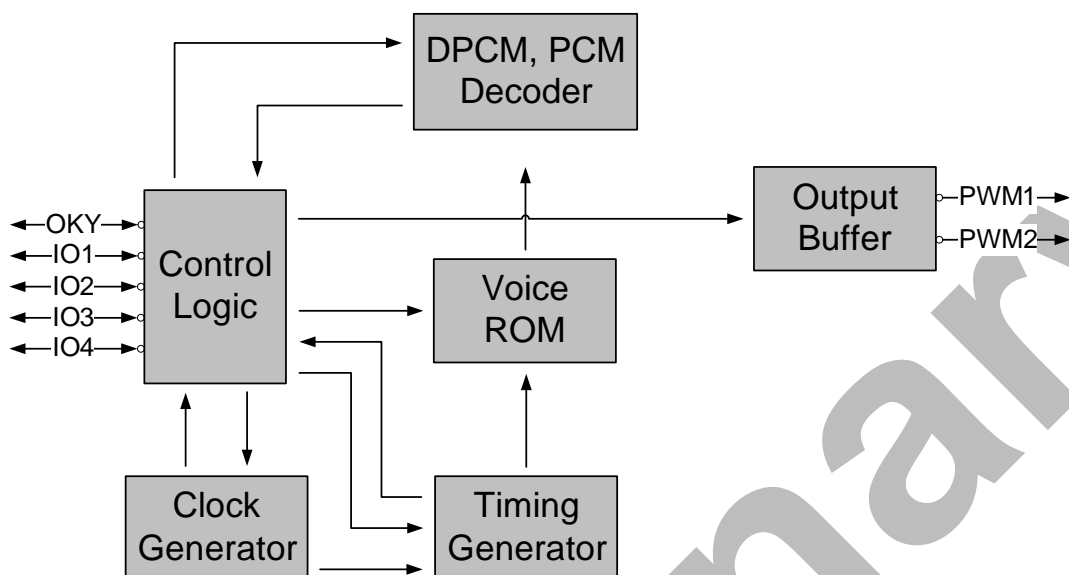 DPCM, PCM
Decoder
OKY
IO1
IO2
IO3
IO4
Control
Logic
Output
Buffer
PWM1
PWM2
Voice
ROM
Clock
Generator
Timing
Generator